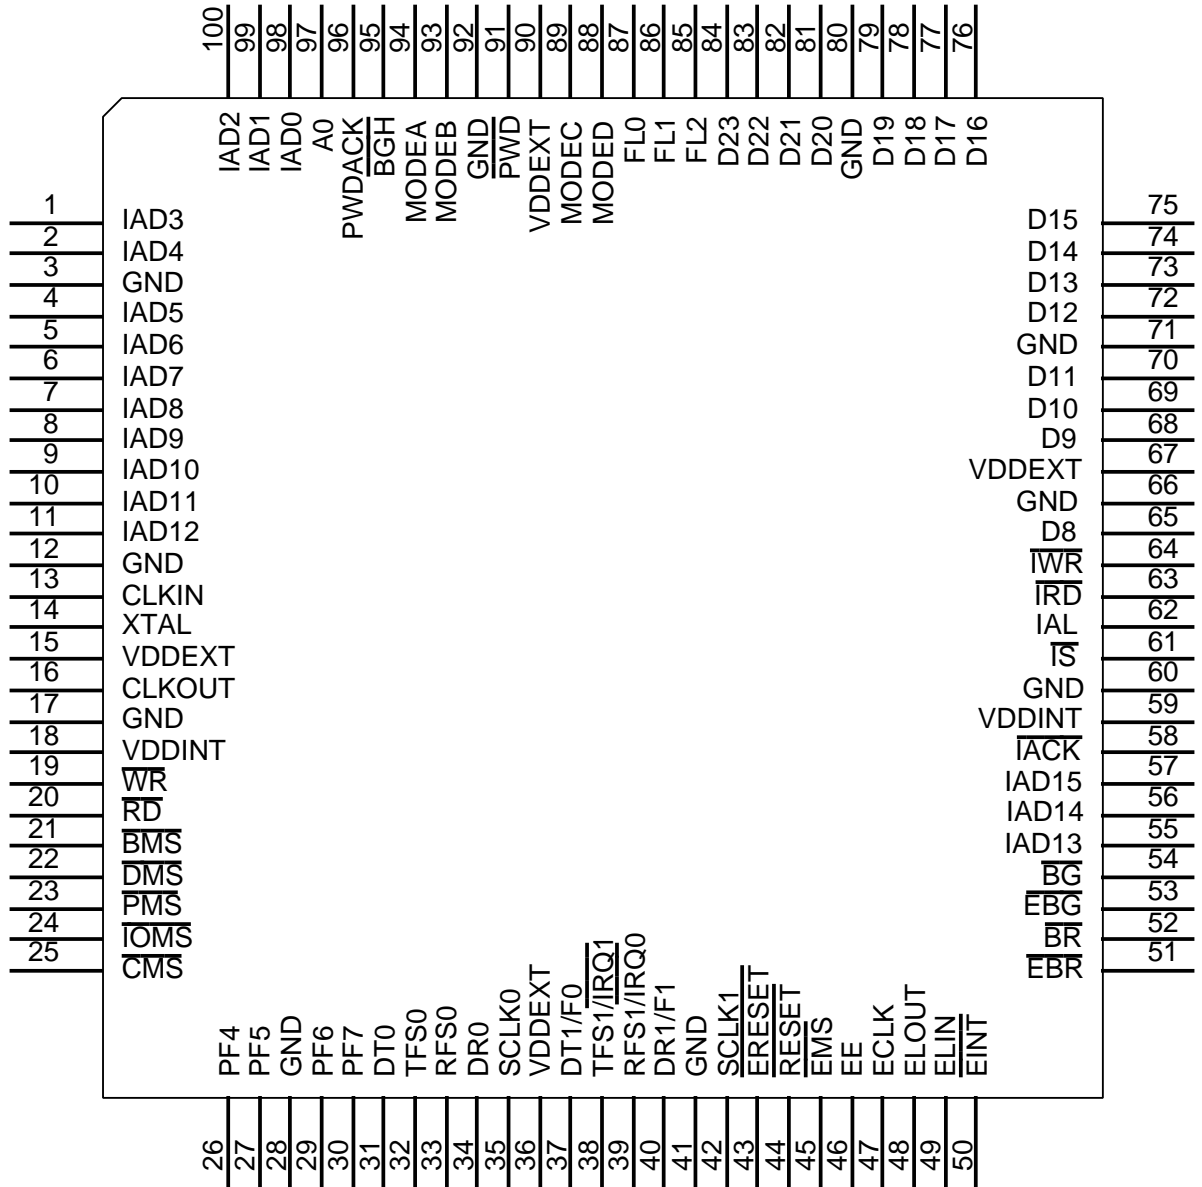 100 99 98 97 96 95 94 93 92 91 90 89 88 87 86 85 84 83 82 81 80 79 78 77 76
IAD2 IAD1 IAD0 A0 PWDACK BGH MODEA MODEB GND PWD VDDEXT MODEC MODED FL0 FL1 FL2 D23 D22 D21 D20 GND D19 D18 D17 D16
1 IAD3 D15 75
2 IAD4 D14 74
3 GND D13 73
4 IAD5 D12 72
5 IAD6 GND 71
6 IAD7 D11 70
7 IAD8 D10 69
8 IAD9 D9 68
9 IAD10 VDDEXT 67
10 IAD11 GND 66
11 IAD12 D8 65
12 GND IWR 64
13 CLKIN IRD 63
14 XTAL IAL 62
15 VDDEXT IS 61
16 CLKOUT GND 60
17 GND VDDINT 59
18 VDDINT IACK 58
19 WR IAD15 57
20 RD IAD14 56
21 BMS IAD13 55
22 DMS BG 54
23 PMS EBG 53
24 IOMS BR 52
25 CMS EBR 51
PF4 PF5 GND PF6 PF7 DT0 TFS0 RFS0 DR0 SCLK0 VDDEXT DT1/F0 TFS1/IRQ1 RFS1/IRQ0 DR1/F1 GND SCLK1 ERESET RESET EMS EE ECLK ELOUT ELIN EINT
26 27 28 29 30 31 32 33 34 35 36 37 38 39 40 41 42 43 44 45 46 47 48 49 50